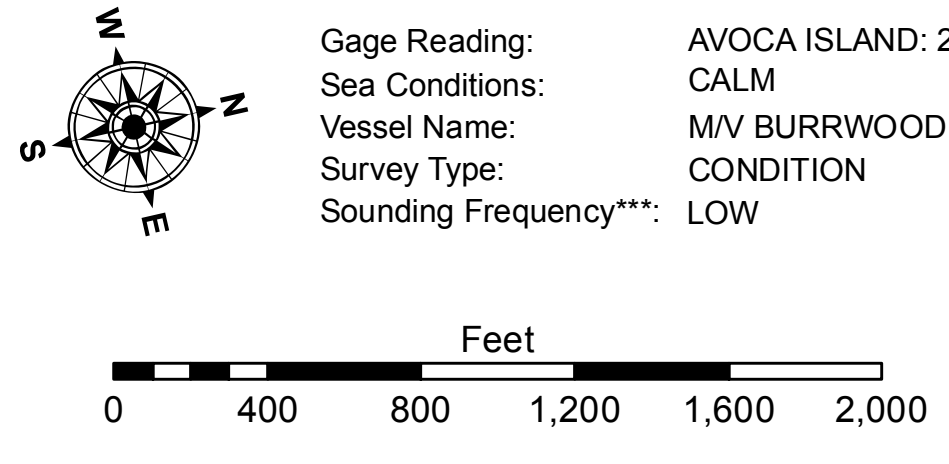 W
N
S
E
Gage Reading: AVOCA ISLAND: 2
Sea Conditions: CALM
Vessel Name: M/V BURRWOOD
Survey Type: CONDITION
Sounding Frequency***: LOW
Feet
0 400 800 1,200 1,600 2,000